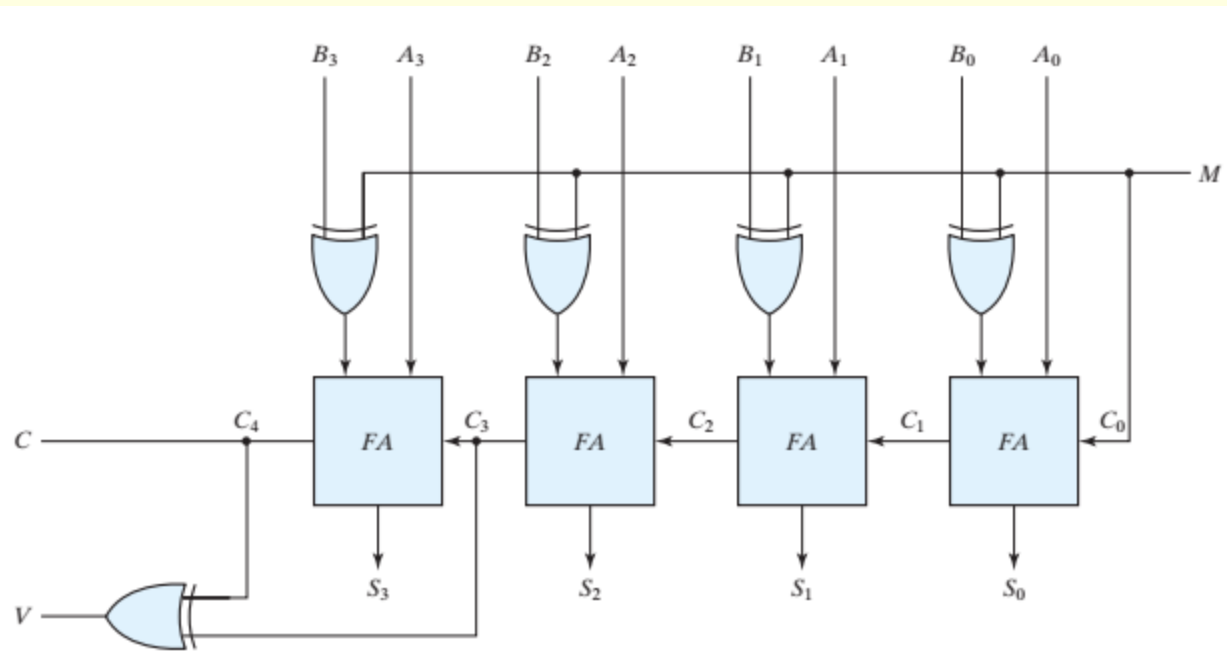 B₃ A₃ B₂ A₂ B₁ A₁ B₀ A₀
M
C C₄ FA C₃ FA C₂ FA C₁ FA C₀
S₃ S₂ S₁ S₀
V